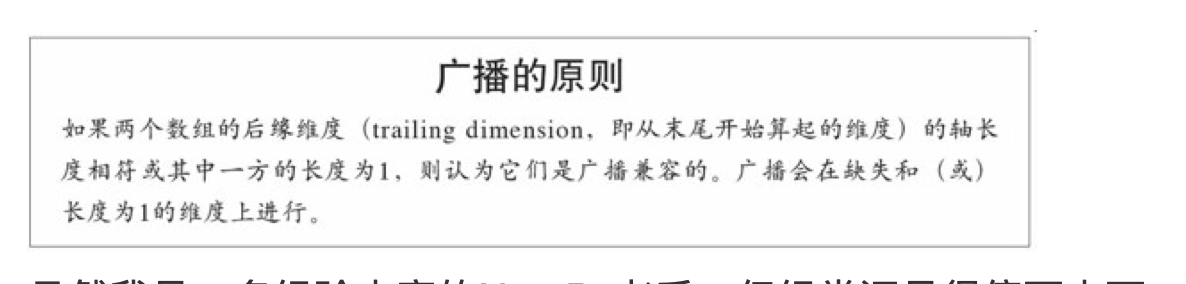 广播的原则
如果两个数组的后缘维度（trailing dimension，即从末尾开始算起的维度）的轴长
度相符或其中一方的长度为1，则认为它们是广播兼容的。广播会在缺失和（或）
长度为1的维度上进行。